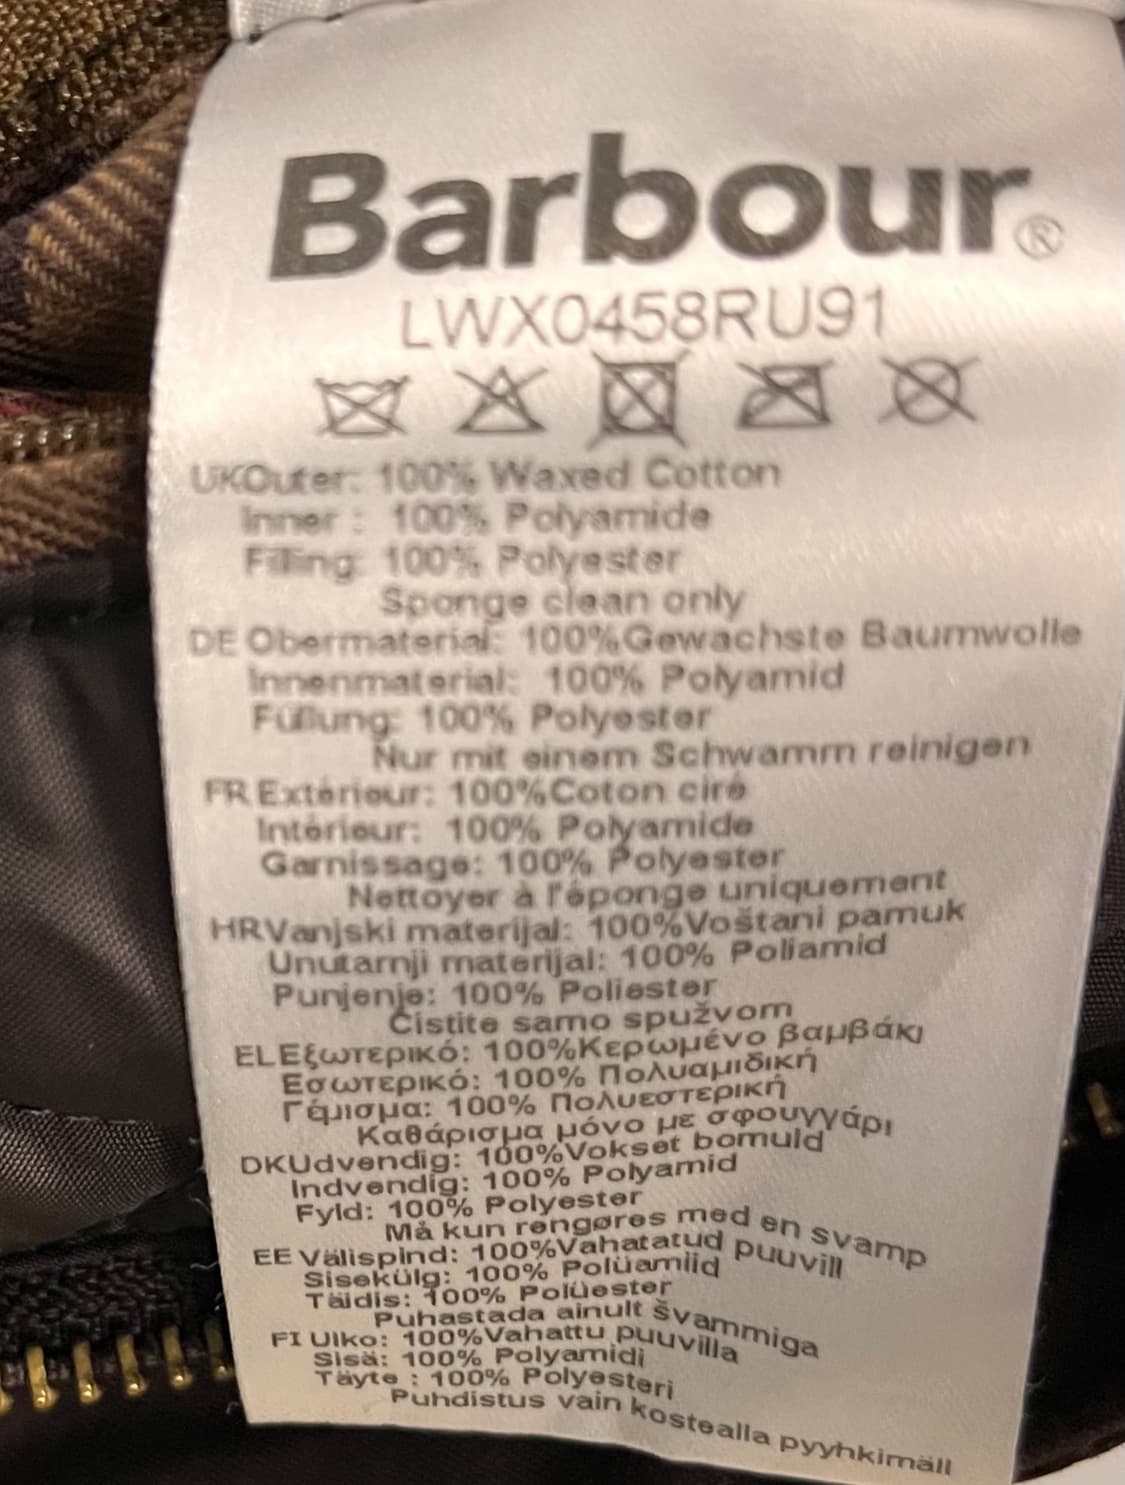 Barbour®
LWX0458RU91
UKOuter: 100% Waxed Cotton
Inner : 100% Polyamide
Filling: 100% Polyester
Sponge clean only
DE Obermaterial: 100%Gewachste Baumwolle
Innenmaterial: 100% Polyamid
Füllung: 100% Polyester
Nur mit einem Schwamm reinigen
FR Extérieur: 100%Coton ciré
Intérieur: 100% Polyamide
Garnissage: 100% Polyester
Nettoyer à l'éponge uniquement
HRVanjski materijal: 100%Voštani pamuk
Unutarnji materijal: 100% Poliamid
Punjenje: 100% Poliester
Čistite samo spužvom
ELΕξωτερικό: 100%Κερωμένο βαμβάκι
Εσωτερικό: 100% Πολυαμιδική
Γέμισμα: 100% Πολυεστερική
Καθάρισμα μόνο με σφουγγάρι
DKUdvendig: 100%Vokset bomuld
Indvendig: 100% Polyamid
Fyld: 100% Polyester
Må kun rengøres med en svamp
EE Välispind: 100%Vahatatud puuvill
Sisekülg: 100% Polüamiid
Täidis: 100% Polüester
Puhastada ainult švammiga
FI Ulko: 100%Vahattu puuvilla
Sisä: 100% Polyamidi
Täyte : 100% Polyesteri
Puhdistus vain kostealla pyyhkimäll